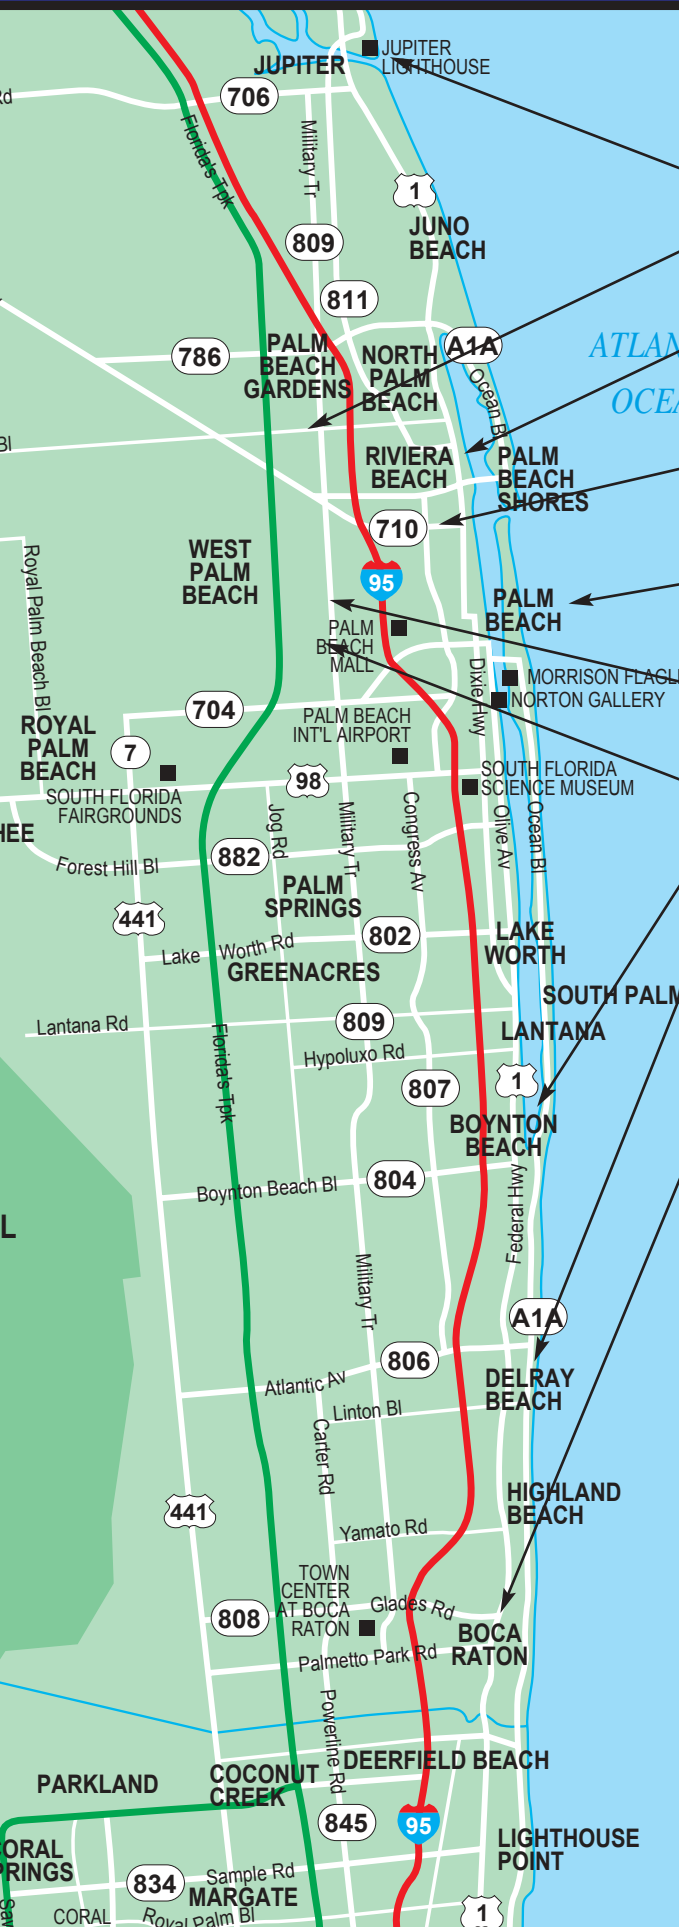 JUPITER
LIGHTHOUSE
JUPITER
706
Florida's Tpk
Military Tr
1
JUNO
BEACH
809
811
786
PALM
BEACH
GARDENS
NORTH
PALM
BEACH
A1A
Ocean Bl
RIVIERA
BEACH
PALM
BEACH
SHORES
710
WEST
PALM
BEACH
95
Royal Palm Beach Bl
PALM
BEACH
PALM
BEACH
MALL
MORRISON FLAGL
NORTON GALLERY
Dixie Hwy
704
PALM BEACH
INT'L AIRPORT
ROYAL
PALM
BEACH
7
98
SOUTH FLORIDA
FAIRGROUNDS
SOUTH FLORIDA
SCIENCE MUSEUM
Jog Rd
Military Tr
Congress Av
Olive Av
Ocean Bl
Forest Hill Bl
882
PALM
SPRINGS
441
802
LAKE
WORTH
Lake Worth Rd
GREENACRES
SOUTH PALM
Lantana Rd
809
LANTANA
Florida's Tpk
Hypoluxo Rd
807
1
BOYNTON
BEACH
Boynton Beach Bl
804
Federal Hwy
Military Tr
A1A
806
Atlantic Av
DELRAY
BEACH
Linton Bl
Carter Rd
441
HIGHLAND
BEACH
Yamato Rd
TOWN
CENTER
AT BOCA
RATON
808
Glades Rd
BOCA
RATON
Palmetto Park Rd
Powerline Rd
DEERFIELD BEACH
PARKLAND
COCONUT
CREEK
845
95
LIGHTHOUSE
POINT
834
Sample Rd
MARGATE
CORAL
Royal Palm Bl
1